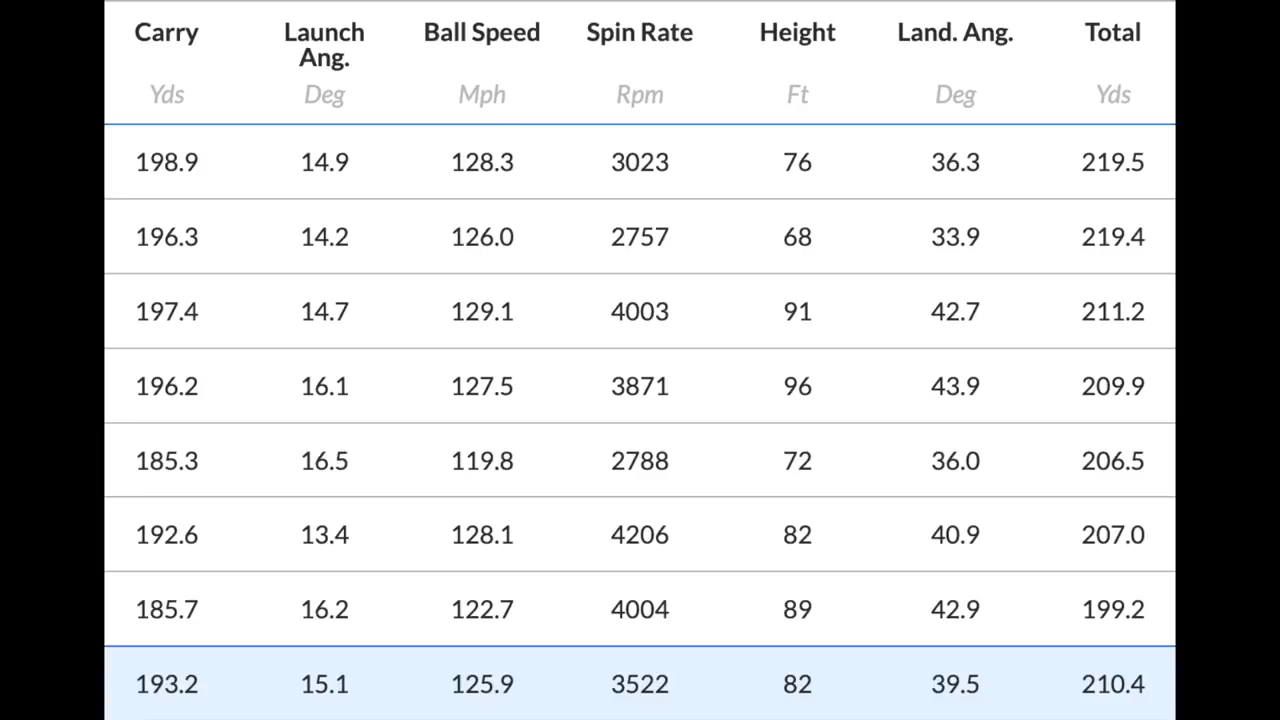 Carry Launch Ang. Ball Speed Spin Rate Height Land. Ang. Total
Yds Deg Mph Rpm Ft Deg Yds
198.9 14.9 128.3 3023 76 36.3 219.5
196.3 14.2 126.0 2757 68 33.9 219.4
197.4 14.7 129.1 4003 91 42.7 211.2
196.2 16.1 127.5 3871 96 43.9 209.9
185.3 16.5 119.8 2788 72 36.0 206.5
192.6 13.4 128.1 4206 82 40.9 207.0
185.7 16.2 122.7 4004 89 42.9 199.2
193.2 15.1 125.9 3522 82 39.5 210.4